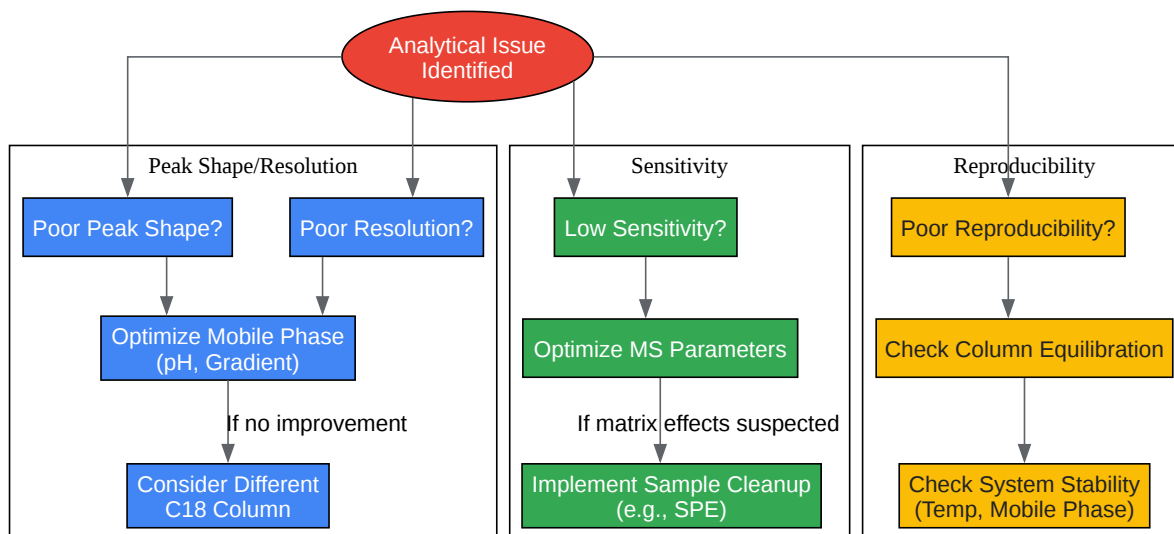 Analytical Issue
Identified
Peak Shape/Resolution
Poor Peak Shape?
Poor Resolution?
Optimize Mobile Phase
(pH, Gradient)
If no improvement
Consider Different
C18 Column
Sensitivity
Low Sensitivity?
Optimize MS Parameters
If matrix effects suspected
Implement Sample Cleanup
(e.g., SPE)
Reproducibility
Poor Reproducibility?
Check Column Equilibration
Check System Stability
(Temp, Mobile Phase)